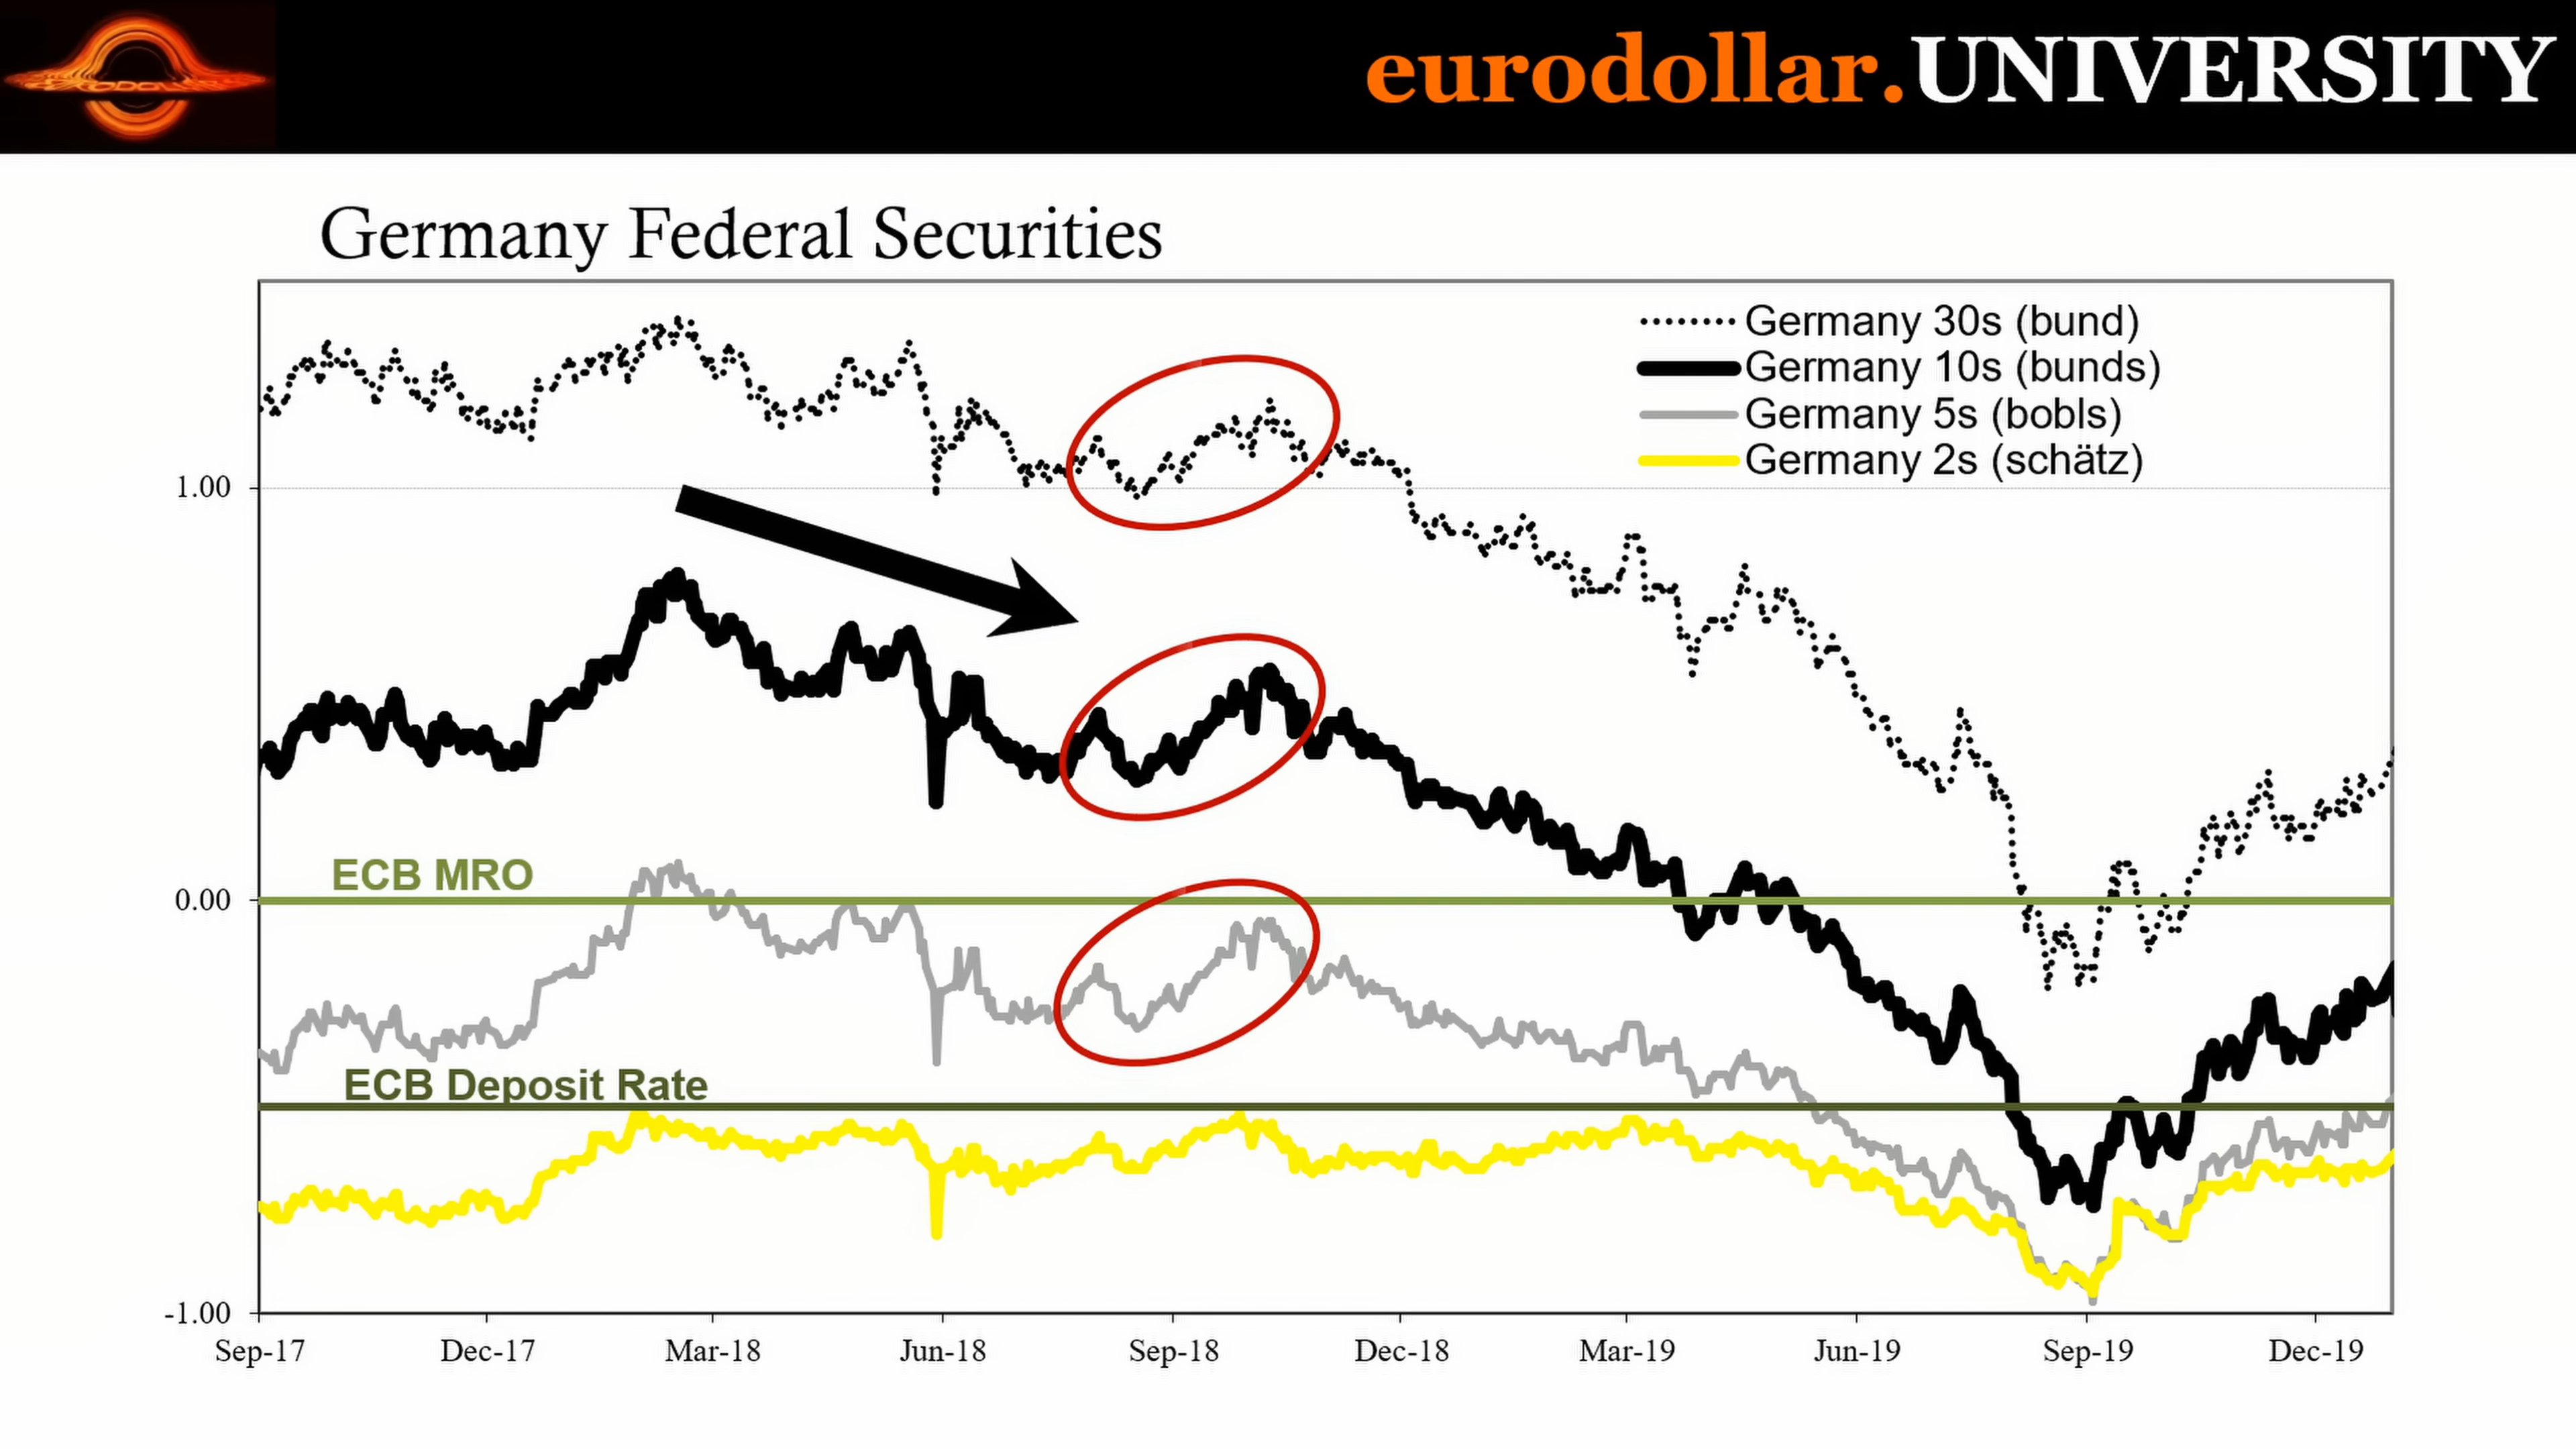 eurodollar.UNIVERSITY
Germany Federal Securities
Germany 30s (bund)
Germany 10s (bunds)
Germany 5s (bobls)
Germany 2s (schätz)
1.00
ECB MRO
0.00
ECB Deposit Rate
-1.00
Sep-17 Dec-17 Mar-18 Jun-18 Sep-18 Dec-18 Mar-19 Jun-19 Sep-19 Dec-19